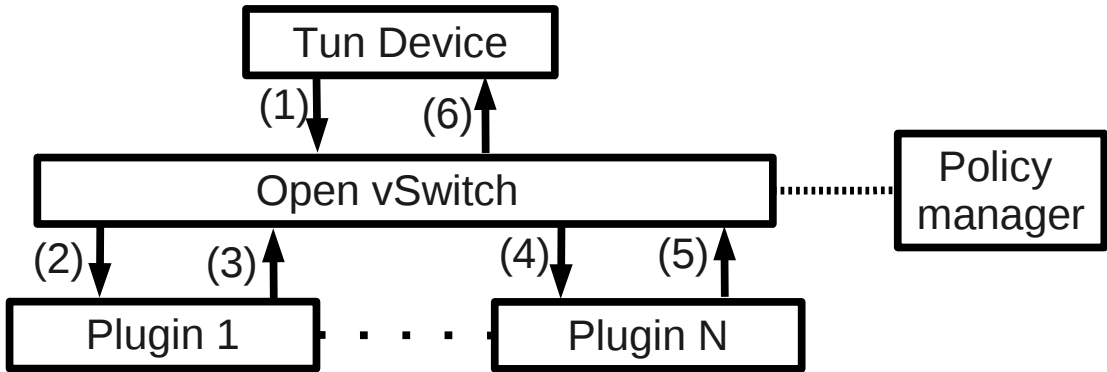 Tun Device
(1)
(6)
Open vSwitch
Policy
manager
(2)
(3)
(4)
(5)
Plugin 1
Plugin N